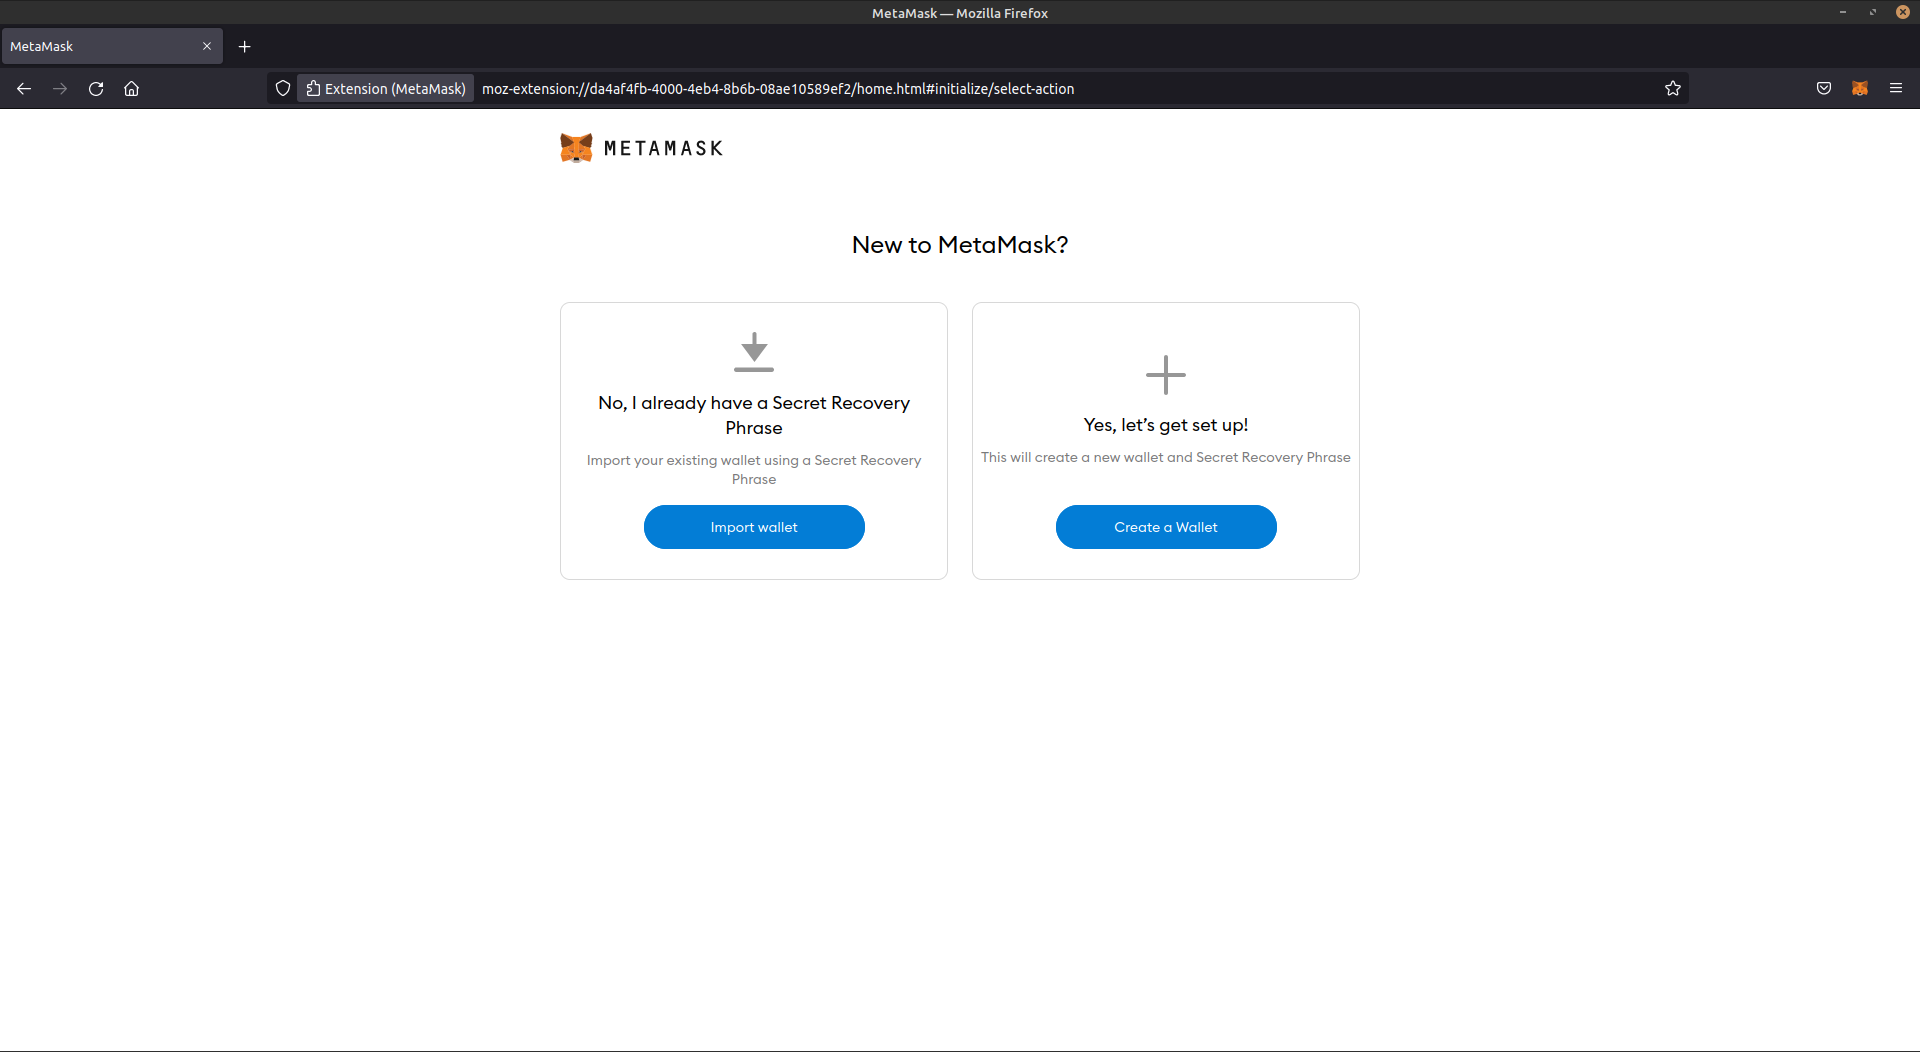 MetaMask — Mozilla Firefox
MetaMask
Extension (MetaMask) moz-extension://da4af4fb-4000-4eb4-8b6b-08ae10589ef2/home.html#initialize/select-action
METAMASK
New to MetaMask?
No, I already have a Secret Recovery
Phrase
Import your existing wallet using a Secret Recovery
Phrase
Import wallet
Yes, let’s get set up!
This will create a new wallet and Secret Recovery Phrase
Create a Wallet